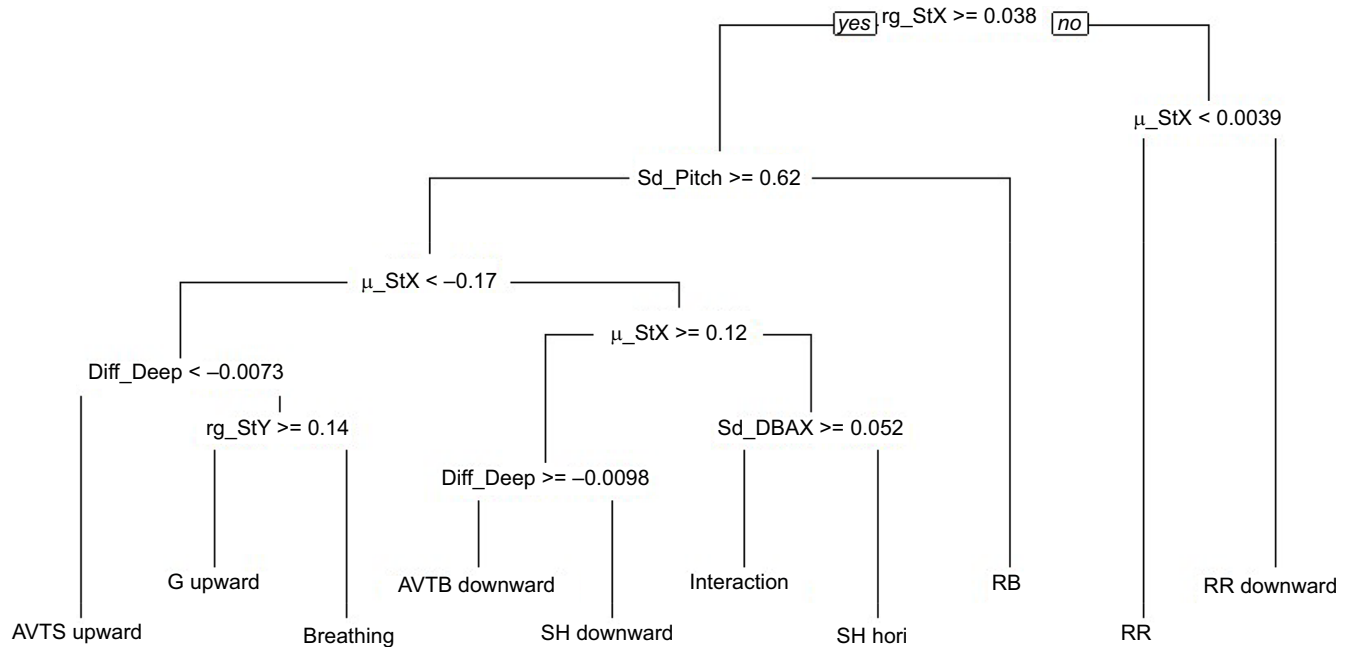 yes rg_StX >= 0.038 no
μ_StX < 0.0039
Sd_Pitch >= 0.62
μ_StX < –0.17
μ_StX >= 0.12
Diff_Deep < –0.0073
rg_StY >= 0.14
Sd_DBAX >= 0.052
Diff_Deep >= –0.0098
G upward
AVTB downward
Interaction
RB
RR downward
AVTS upward
Breathing
SH downward
SH hori
RR